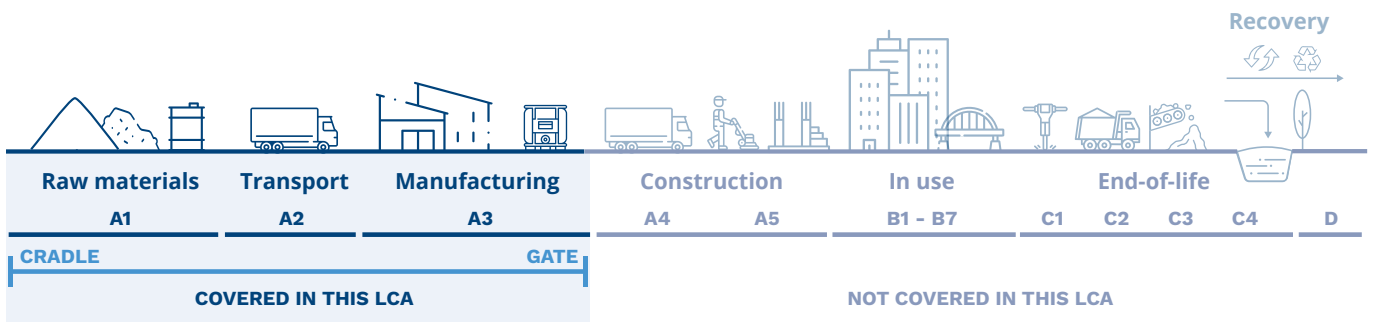 Recovery
Raw materials Transport Manufacturing Construction In use End-of-life
A1 A2 A3 A4 A5 B1 - B7 C1 C2 C3 C4 D
CRADLE GATE
COVERED IN THIS LCA NOT COVERED IN THIS LCA